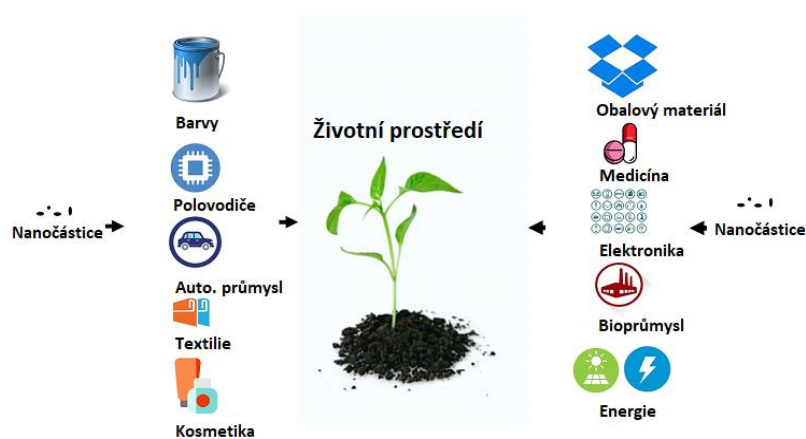 Barvy
Polovodiče
Nanočástice
Auto. průmysl
Textilie
Kosmetika
Životní prostředí
Obalový materiál
Medicína
Elektronika
Nanočástice
Bioprůmysl
Energie